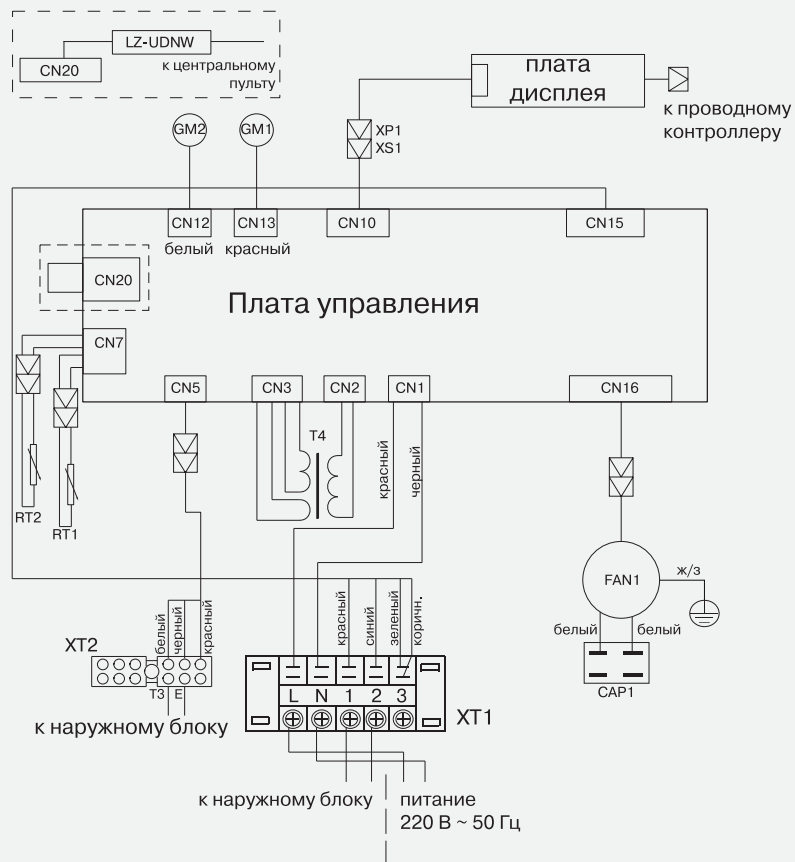 LZ-UDNW
CN20
к центральному
пульту
плата
дисплея
к проводному
контроллеру
GM2
GM1
XP1
XS1
CN12
CN13
CN10
CN15
белый
красный
CN20
Плата управления
CN7
CN5
CN3
CN2
CN1
CN16
T4
красный
черный
RT2
RT1
FAN1
ж/з
белый
белый
CAP1
белый
черный
красный
красный
синий
зеленый
коричн.
XT2
T3
E
к наружному блоку
L
N
1
2
3
XT1
к наружному блоку
питание
220 В ~ 50 Гц